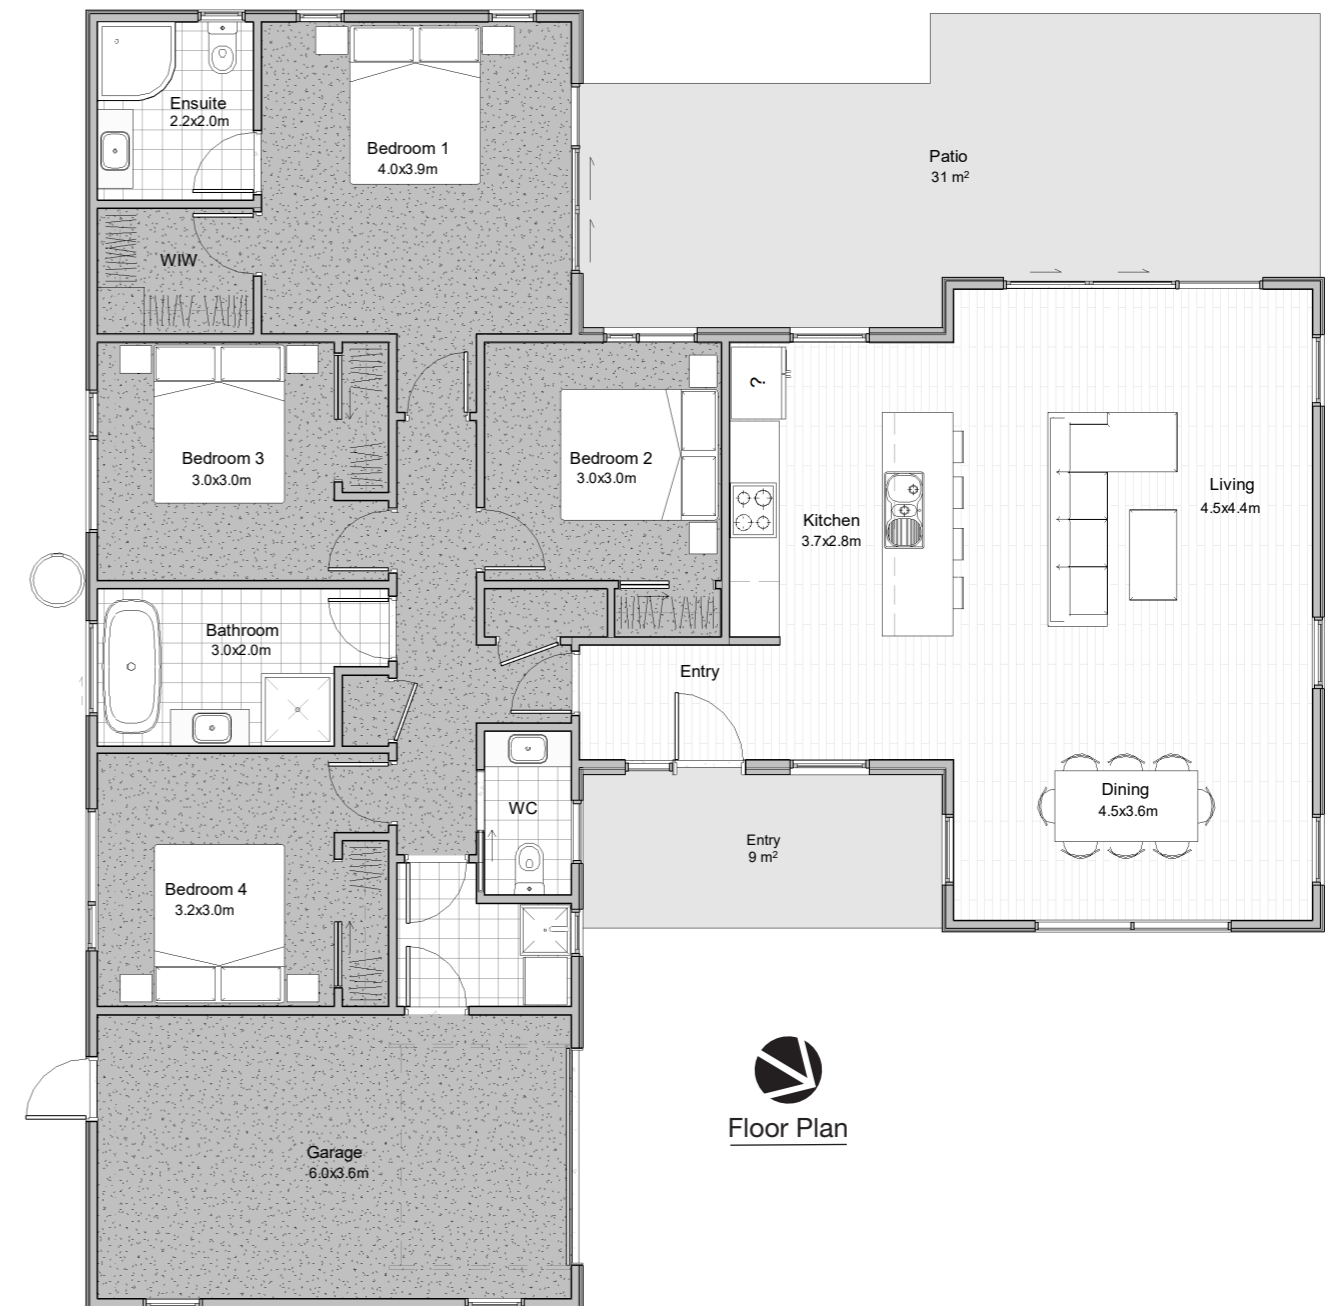 Ensuite
2.2x2.0m
Bedroom 1
4.0x3.9m
Patio
31 m²
WIW
?
Bedroom 3
3.0x3.0m
Bedroom 2
3.0x3.0m
Kitchen
3.7x2.8m
Living
4.5x4.4m
Bathroom
3.0x2.0m
Entry
WC
Dining
4.5x3.6m
Entry
9 m²
Bedroom 4
3.2x3.0m
Floor Plan
Garage
6.0x3.6m